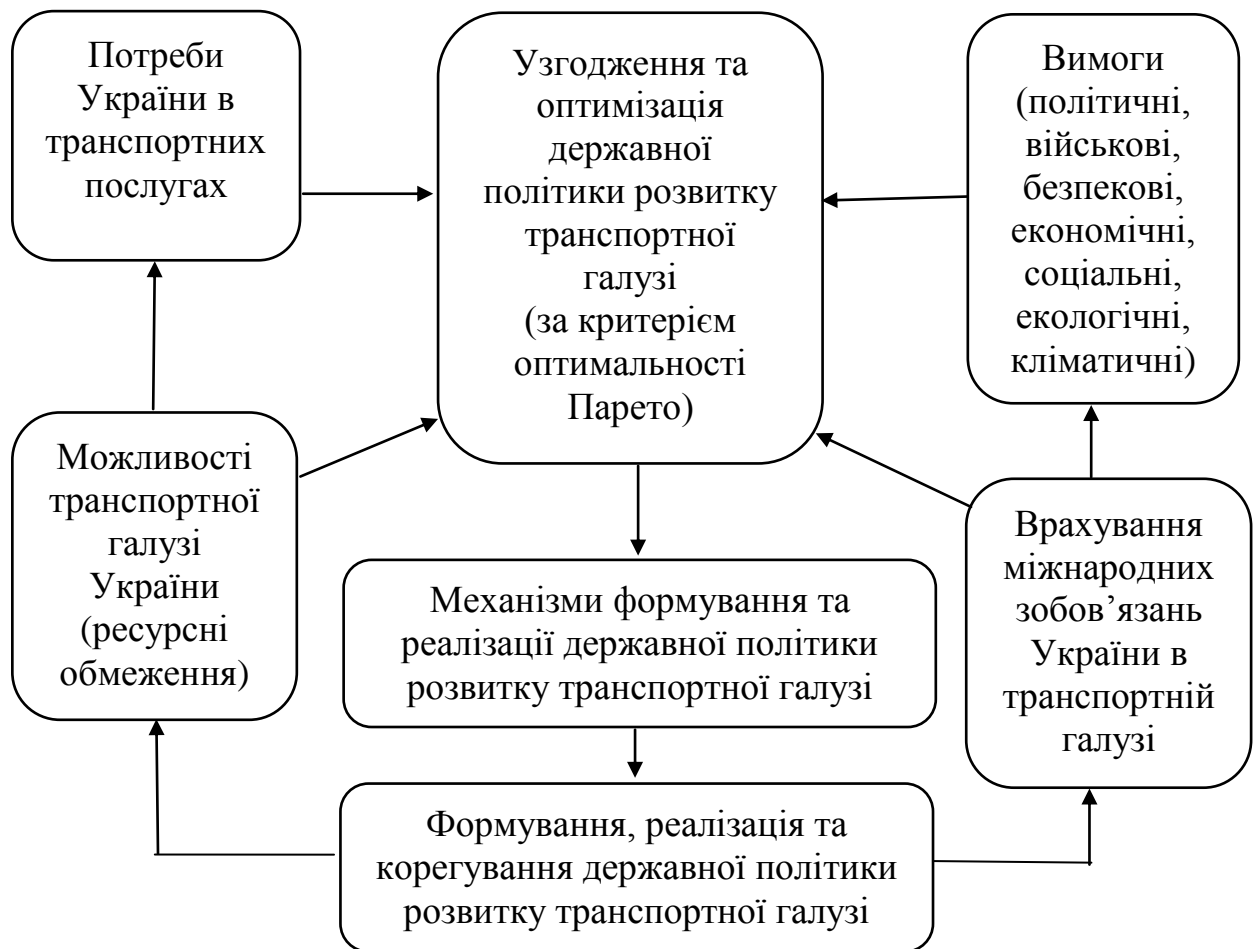 Потреби
України в
транспортних
послугах
Узгодження та
оптимізація
державної
політики розвитку
транспортної
галузі
(за критерієм
оптимальності
Парето)
Вимоги
(політичні,
військові,
безпекові,
економічні,
соціальні,
екологічні,
кліматичні)
Можливості
транспортної
галузі
України
(ресурсні
обмеження)
Врахування
міжнародних
зобов’язань
України в
транспортній
галузі
Механізми формування та
реалізації державної політики
розвитку транспортної галузі
Формування, реалізація та
корегування державної політики
розвитку транспортної галузі